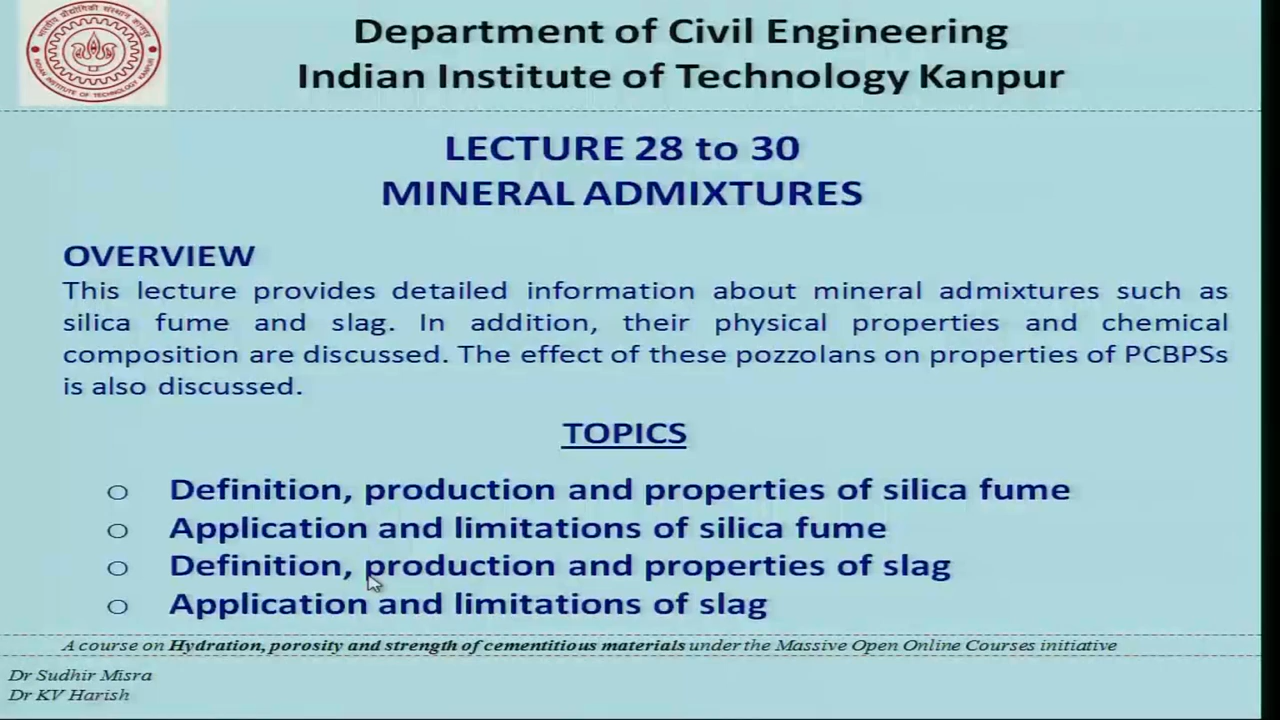 Department of Civil Engineering
Indian Institute of Technology Kanpur
LECTURE 28 to 30
MINERAL ADMIXTURES
OVERVIEW
This lecture provides detailed information about mineral admixtures such as
silica fume and slag. In addition, their physical properties and chemical
composition are discussed. The effect of these pozzolans on properties of PCBPSs
is also discussed.
TOPICS
o Definition, production and properties of silica fume
o Application and limitations of silica fume
o Definition, production and properties of slag
o Application and limitations of slag
A course on Hydration, porosity and strength of cementitious materials under the Massive Open Online Courses initiative
Dr Sudhir Misra
Dr KV Harish